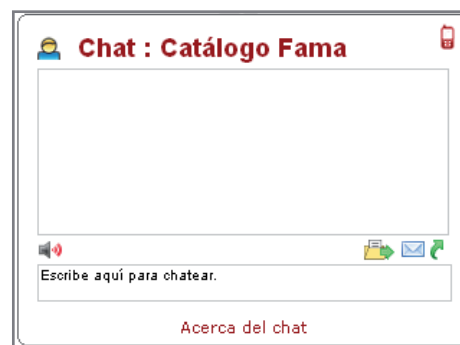 Chat : Catálogo Fama
Escribe aquí para chatear.
Acerca del chat